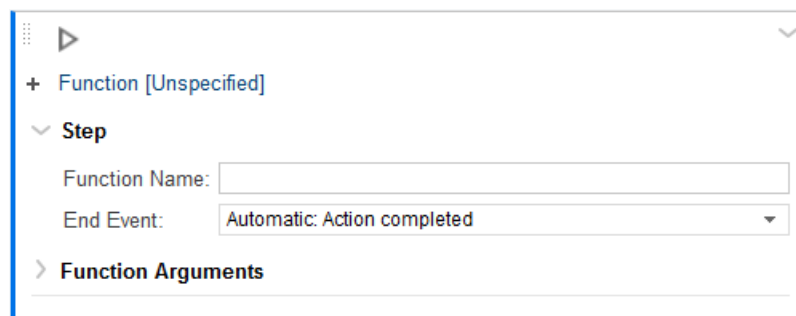 Function [Unspecified]
Step
Function Name:
End Event: Automatic: Action completed
Function Arguments